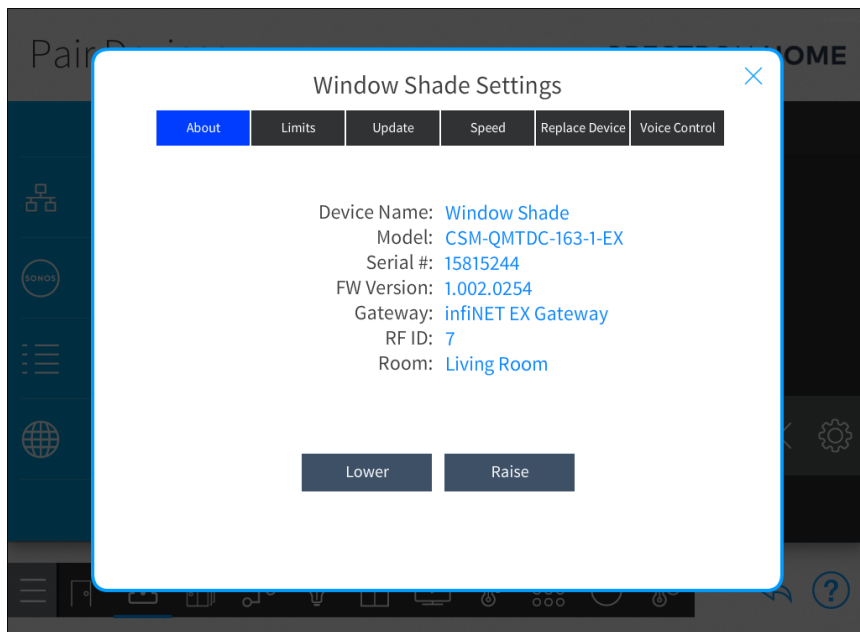 Pair
OME
Window Shade Settings
About
Limits
Update
Speed
Replace Device
Voice Control
Device Name: Window Shade
Model: CSM-QMTDC-163-1-EX
Serial #: 15815244
FW Version: 1.002.0254
Gateway: infiNET EX Gateway
RF ID: 7
Room: Living Room
SONOS
Lower
Raise
?